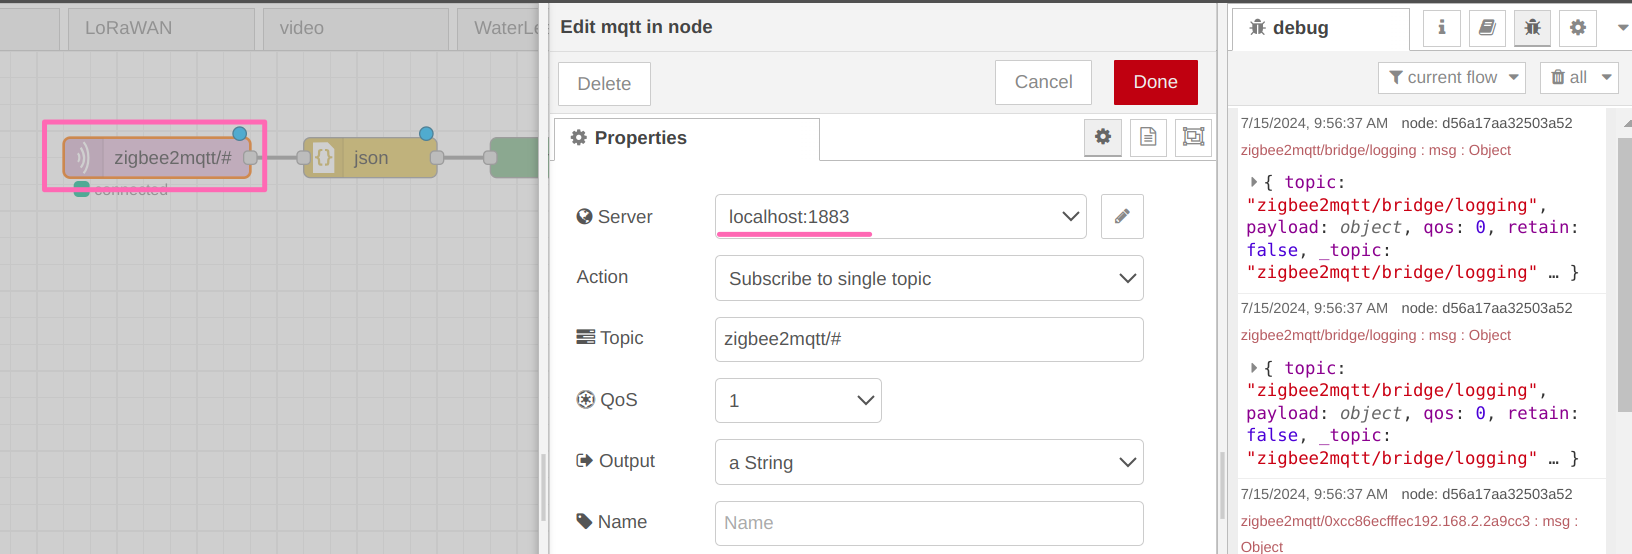 LoRaWAN
video
WaterLe
zigbee2mqtt/#
json
connected
Edit mqtt in node
Delete
Cancel
Done
Properties
Server
localhost:1883
Action
Subscribe to single topic
Topic
zigbee2mqtt/#
QoS
1
Output
a String
Name
Name
debug
current flow
all
7/15/2024, 9:56:37 AM node: d56a17aa32503a52
zigbee2mqtt/bridge/logging : msg : Object
{ topic:
"zigbee2mqtt/bridge/logging",
payload: object, qos: 0, retain:
false, _topic:
"zigbee2mqtt/bridge/logging" … }
7/15/2024, 9:56:37 AM node: d56a17aa32503a52
zigbee2mqtt/bridge/logging : msg : Object
{ topic:
"zigbee2mqtt/bridge/logging",
payload: object, qos: 0, retain:
false, _topic:
"zigbee2mqtt/bridge/logging" … }
7/15/2024, 9:56:37 AM node: d56a17aa32503a52
zigbee2mqtt/0xcc86ecfffec192.168.2.2a9cc3 : msg :
Object